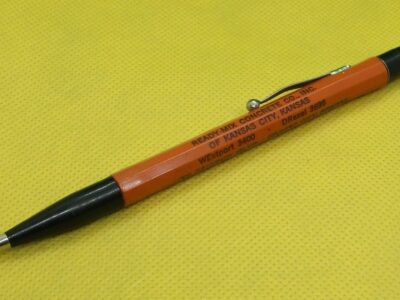 READY-MIX CONCRETE CO., INC.
OF KANSAS CITY, KANSAS
WEstport 3400 - DRexel 3686